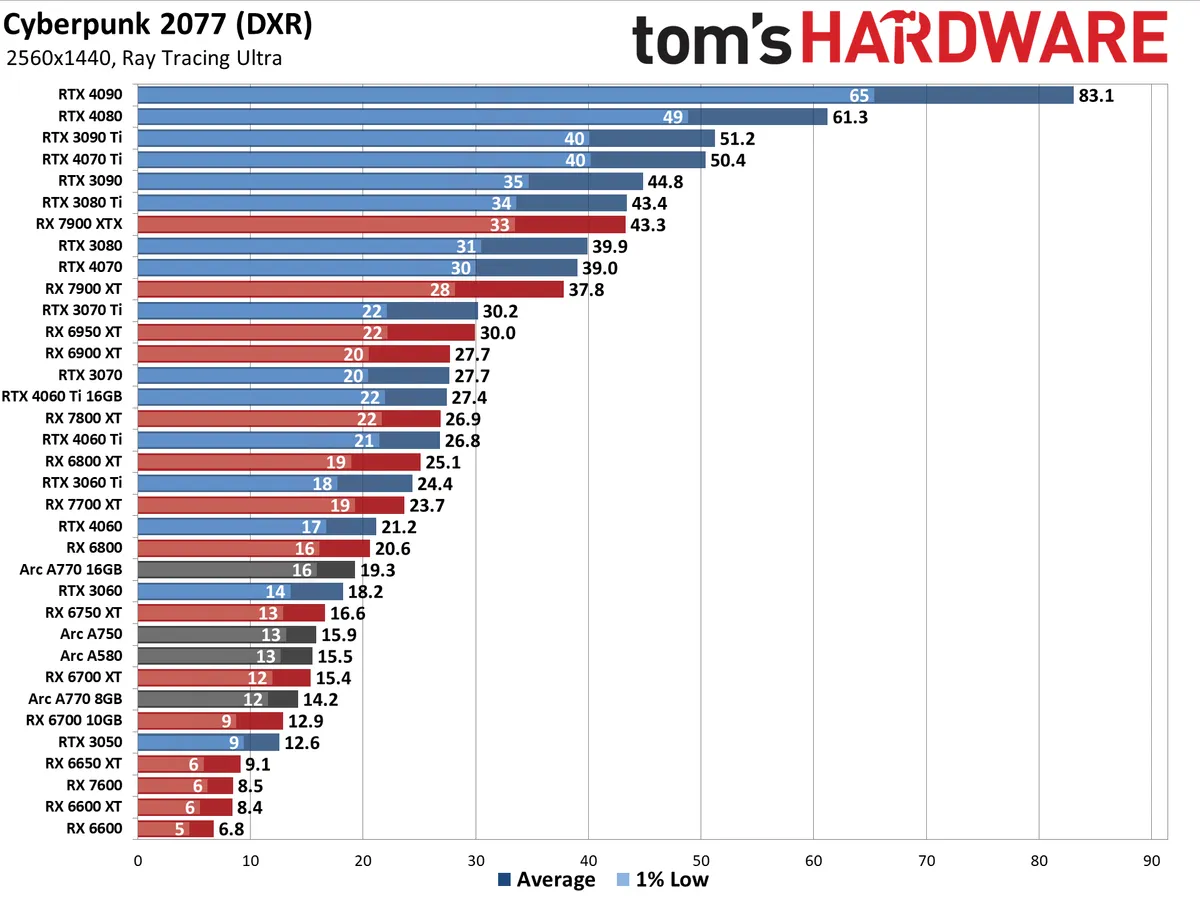 Cyberpunk 2077 (DXR)
2560x1440, Ray Tracing Ultra
tom's HARDWARE
RTX 4090 65 83.1
RTX 4080 49 61.3
RTX 3090 Ti 40 51.2
RTX 4070 Ti 40 50.4
RTX 3090 35 44.8
RTX 3080 Ti 34 43.4
RX 7900 XTX 33 43.3
RTX 3080 31 39.9
RTX 4070 30 39.0
RX 7900 XT 28 37.8
RTX 3070 Ti 22 30.2
RX 6950 XT 22 30.0
RX 6900 XT 20 27.7
RTX 3070 20 27.7
RTX 4060 Ti 16GB 22 27.4
RX 7800 XT 22 26.9
RTX 4060 Ti 21 26.8
RX 6800 XT 19 25.1
RTX 3060 Ti 18 24.4
RX 7700 XT 19 23.7
RTX 4060 17 21.2
RX 6800 16 20.6
Arc A770 16GB 16 19.3
RTX 3060 14 18.2
RX 6750 XT 13 16.6
Arc A750 13 15.9
Arc A580 13 15.5
RX 6700 XT 12 15.4
Arc A770 8GB 12 14.2
RX 6700 10GB 9 12.9
RTX 3050 9 12.6
RX 6650 XT 6 9.1
RX 7600 6 8.5
RX 6600 XT 6 8.4
RX 6600 5 6.8
0 10 20 30 40 50 60 70 80 90
Average 1% Low